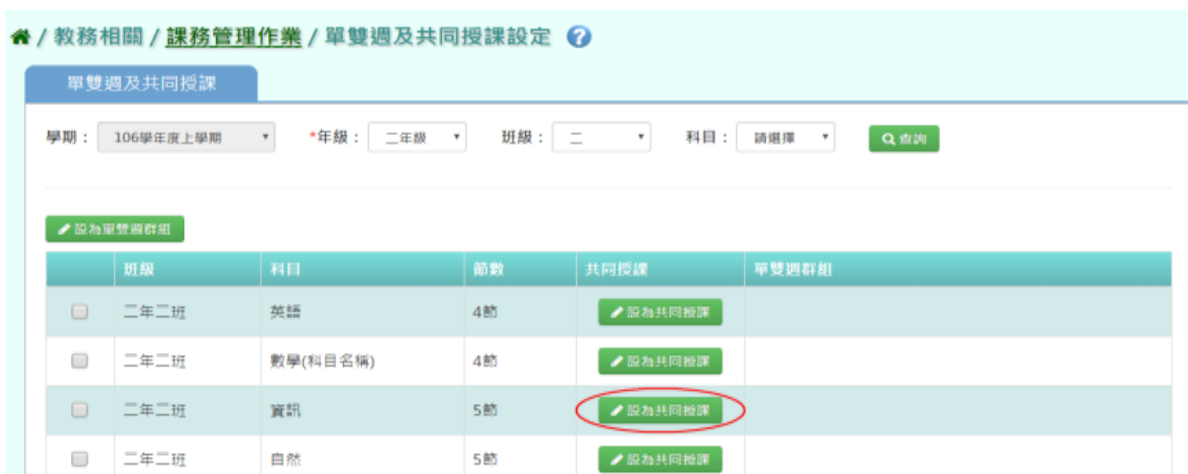 / 教務相關 / 課務管理作業 / 單雙週及共同授課設定 ?
單雙週及共同授課
學期： 106學年度上學期 *年級： 二年級 班級： 二 科目： 請選擇 查詢
設為單雙週群組
班級 科目 節數 共同授課 單雙週群組
二年二班 英語 4節 設為共同授課
二年二班 數學(科目名稱) 4節 設為共同授課
二年二班 資訊 5節 設為共同授課
二年二班 自然 5節 設為共同授課